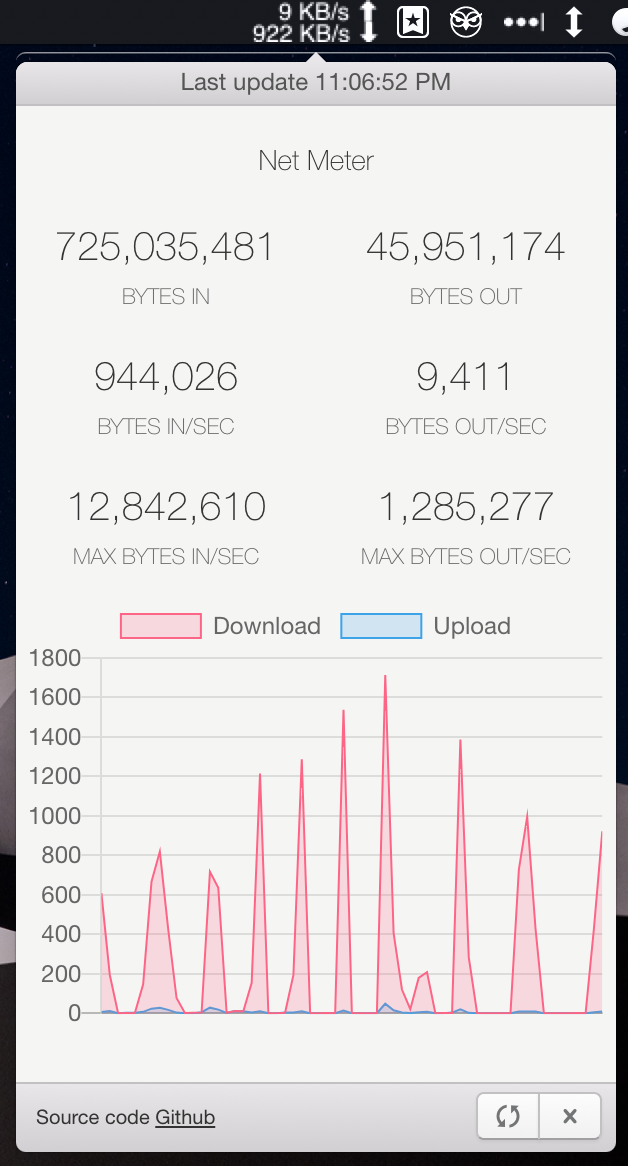 9 KB/s
922 KB/s
Last update 11:06:52 PM
Net Meter
725,035,481 45,951,174
BYTES IN BYTES OUT
944,026 9,411
BYTES IN/SEC BYTES OUT/SEC
12,842,610 1,285,277
MAX BYTES IN/SEC MAX BYTES OUT/SEC
Download Upload
1800
1600
1400
1200
1000
800
600
400
200
0
Source code Github